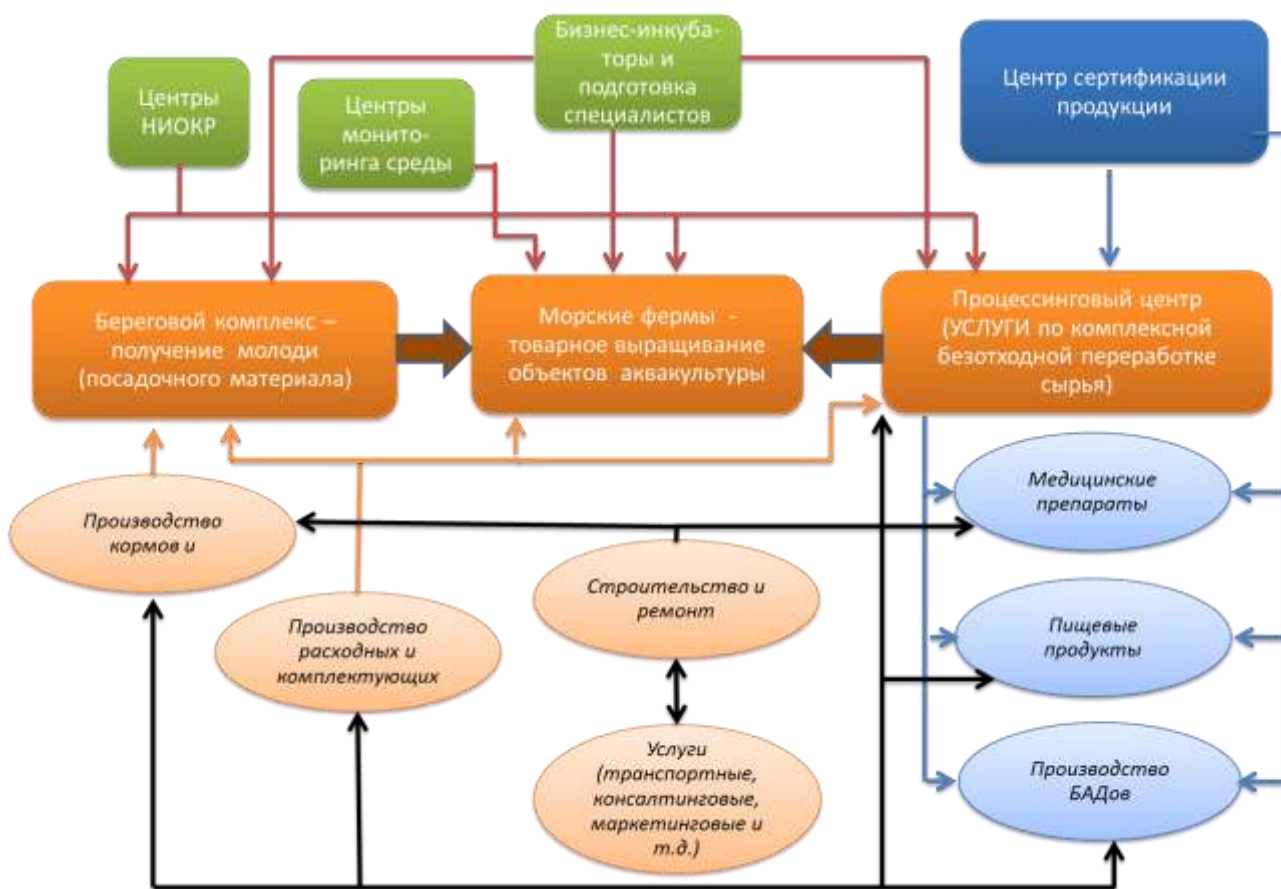 Бизнес-инкуба-
торы и
подготовка
специалистов
Центры
НИОКР
Центры
монито-
ринга среды
Центр сертификации
продукции
Береговой комплекс –
получение молоди
(посадочного материала)
Морские фермы -
товарное выращивание
объектов аквакультуры
Процессинговый центр
(УСЛУГИ по комплексной
безотходной переработке
сырья)
Производство
кормов и
Производство
расходных и
комплектующих
Строительство и
ремонт
Услуги
(транспортные,
консалтинговые,
маркетинговые и
т.д.)
Медицинские
препараты
Пищевые
продукты
Производство
БАДов